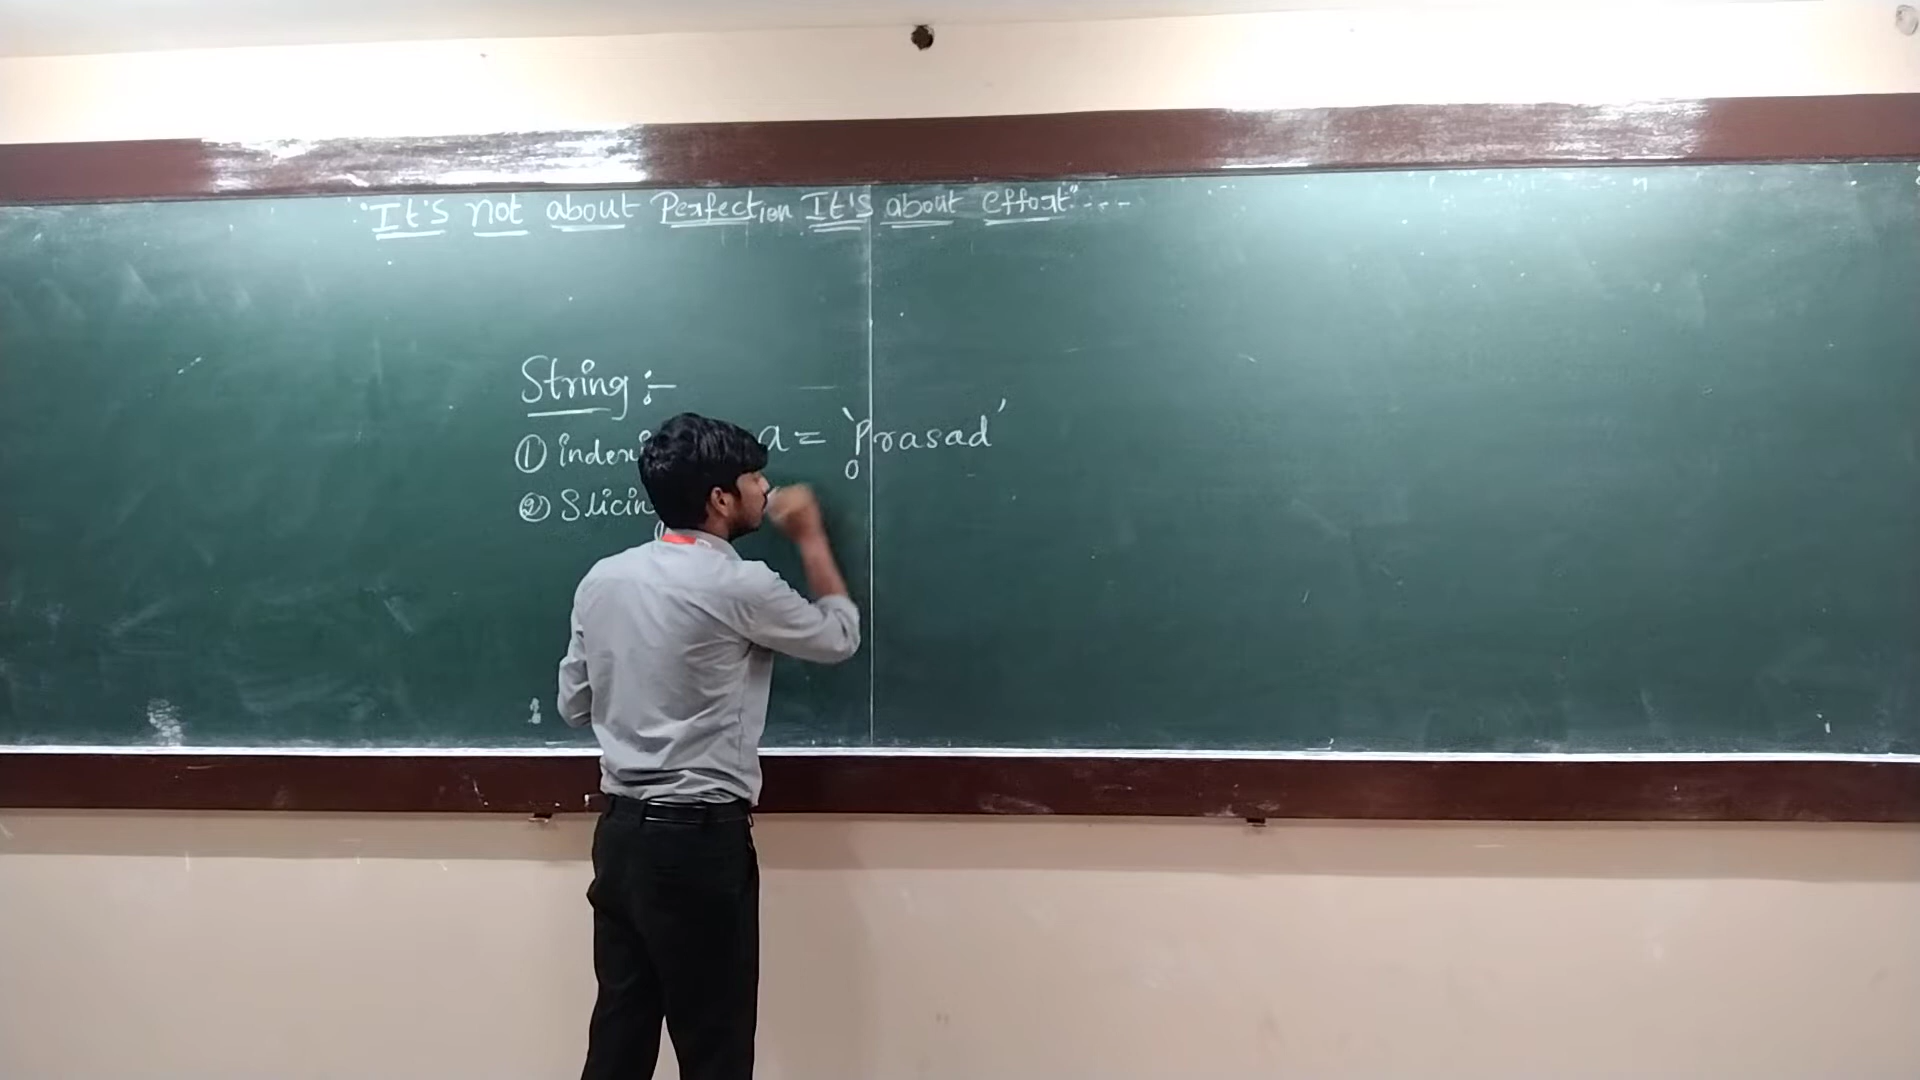 "It's not about Perfection It's about effort"----
String :-
① indexi
a = 'Prasad'
0
② Slicin